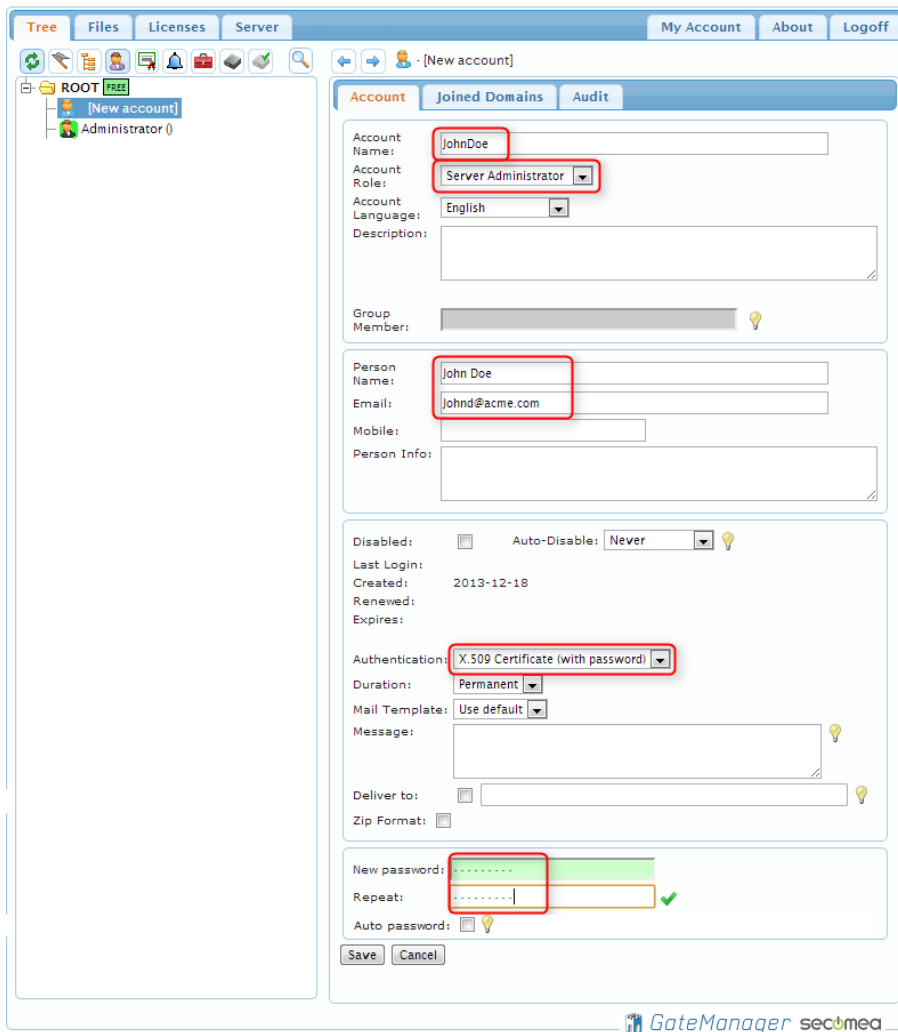 Tree Files Licenses Server My Account About Logoff
- [New account]
ROOT FREE
[New account]
Administrator ()
Account Joined Domains Audit
Account
Name: JohnDoe
Account
Role: Server Administrator
Account
Language: English
Description:
Group
Member:
Person
Name: John Doe
Email: Johnd@acme.com
Mobile:
Person Info:
Disabled: Auto-Disable: Never
Last Login:
Created: 2013-12-18
Renewed:
Expires:
Authentication: X.509 Certificate (with password)
Duration: Permanent
Mail Template: Use default
Message:
Deliver to:
Zip Format:
New password: ·········
Repeat: ·········
Auto password:
Save Cancel
GateManager secomea